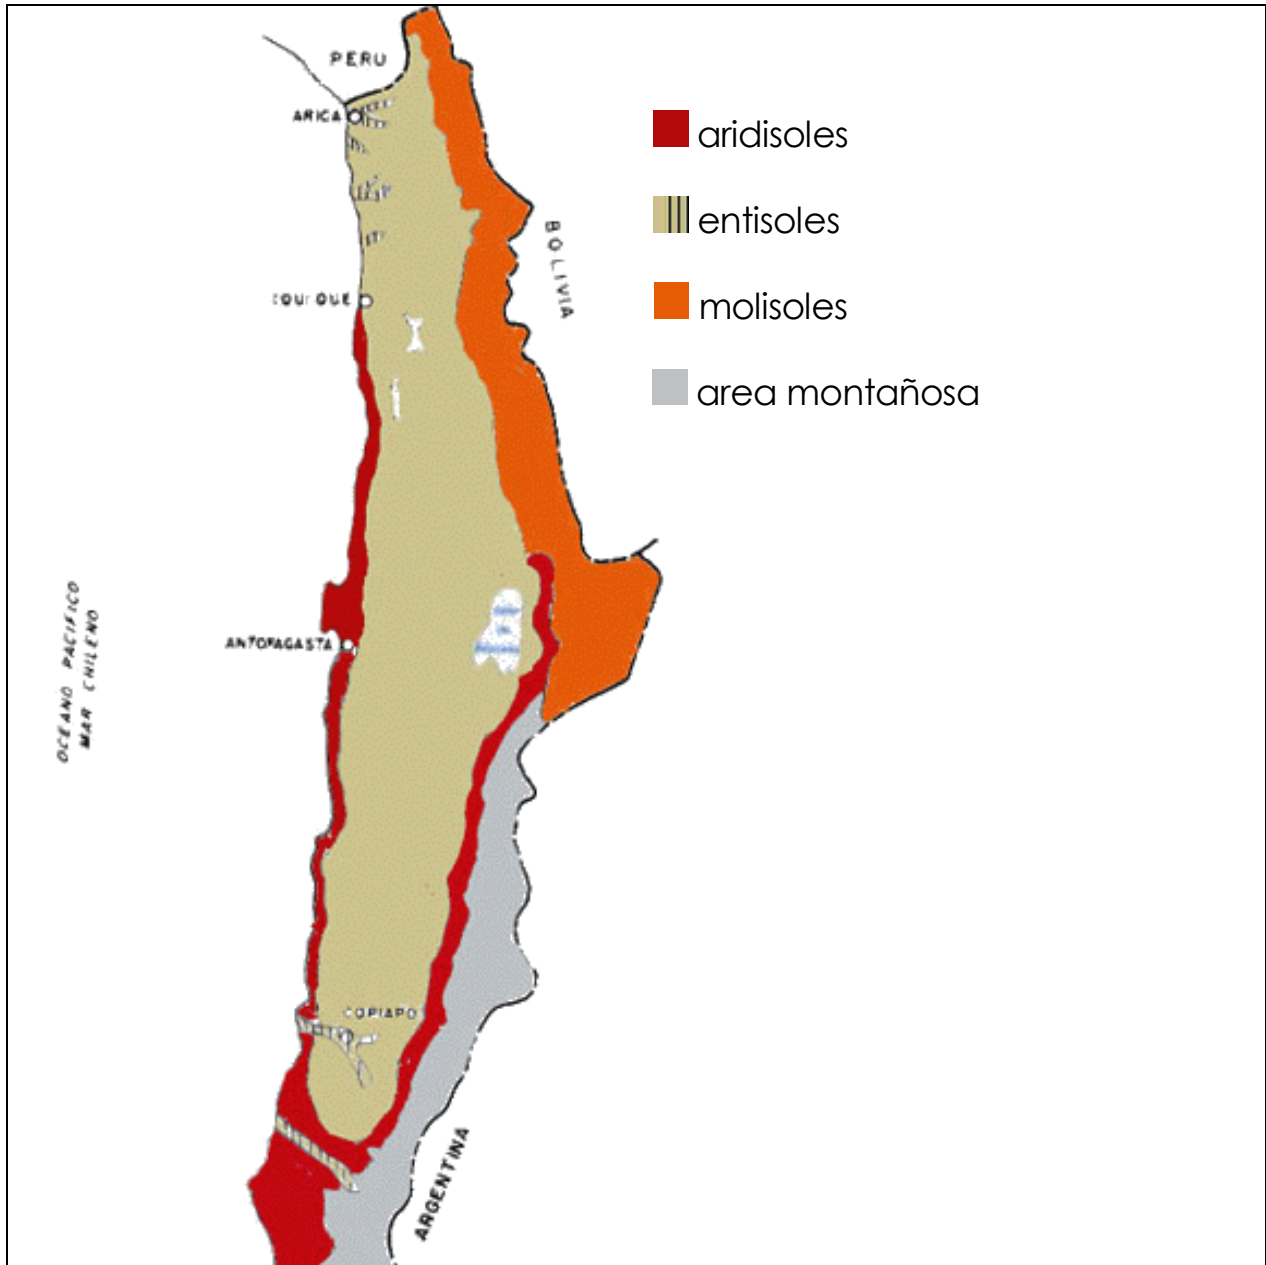 PERU
ARICA
aridisoles
entisoles
BOLIVIA
molisoles
area montañosa
OCEANO PACIFICO
MAR CHILENO
ANTOFAGASTA
COPIAPO
ARGENTINA